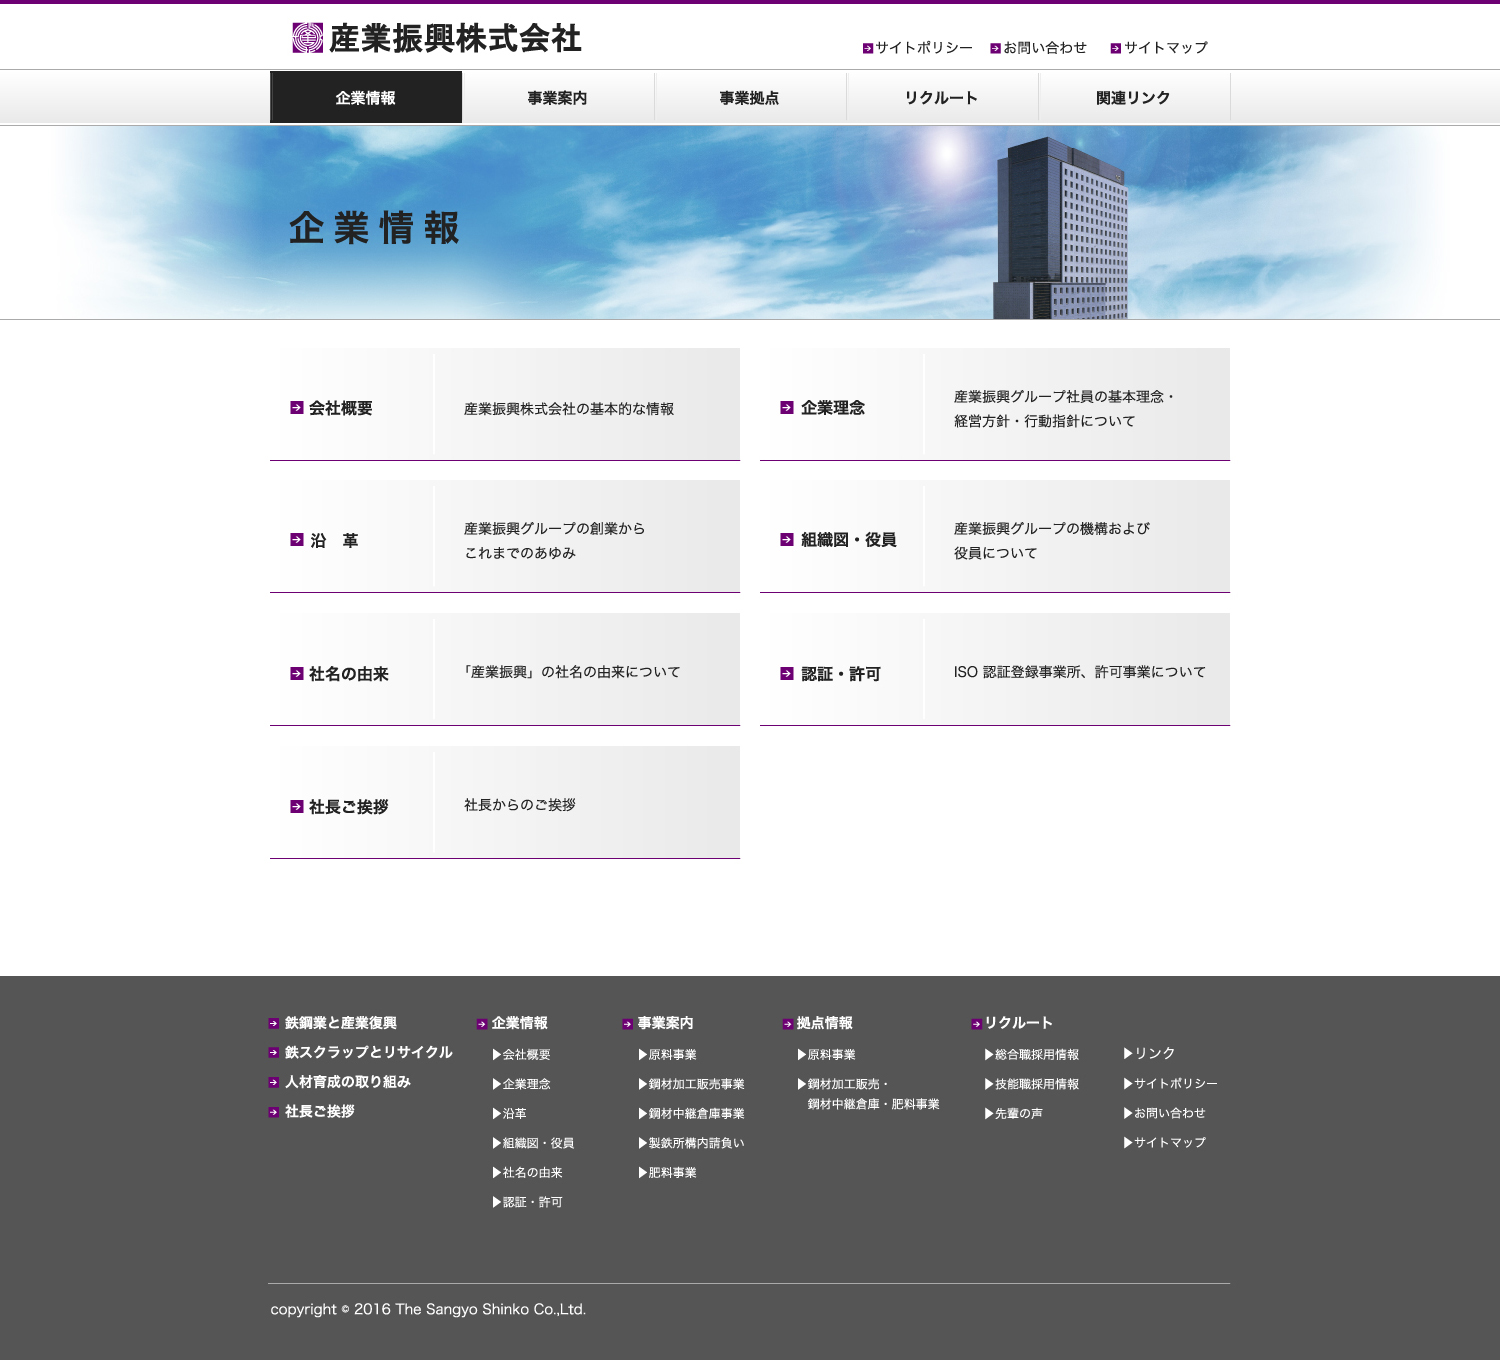 産業振興株式会社
サイトポリシー お問い合わせ サイトマップ
企業情報 事業案内 事業拠点 リクルート 関連リンク
企業情報
会社概要 産業振興株式会社の基本的な情報
企業理念 産業振興グループ社員の基本理念・
経営方針・行動指針について
沿　革 産業振興グループの創業から
これまでのあゆみ
組織図・役員 産業振興グループの機構および
役員について
社名の由来 「産業振興」の社名の由来について
認証・許可 ISO 認証登録事業所、許可事業について
社長ご挨拶 社長からのご挨拶
鉄鋼業と産業復興
鉄スクラップとリサイクル
人材育成の取り組み
社長ご挨拶
企業情報
▶会社概要
▶企業理念
▶沿革
▶組織図・役員
▶社名の由来
▶認証・許可
事業案内
▶原料事業
▶鋼材加工販売事業
▶鋼材中継倉庫事業
▶製鉄所構内請負い
▶肥料事業
拠点情報
▶原料事業
▶鋼材加工販売・
鋼材中継倉庫・肥料事業
リクルート
▶総合職採用情報
▶技能職採用情報
▶先輩の声
▶リンク
▶サイトポリシー
▶お問い合わせ
▶サイトマップ
copyright © 2016 The Sangyo Shinko Co.,Ltd.